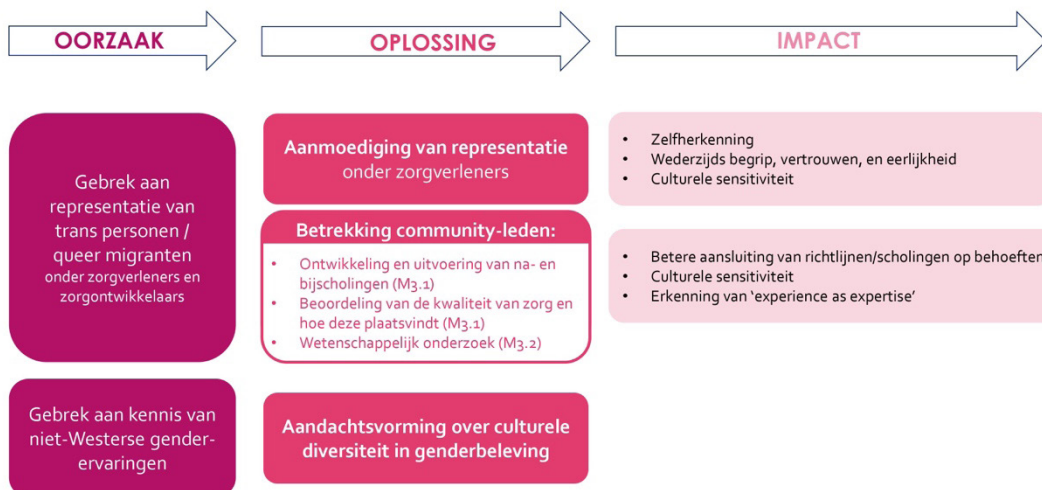 OORZAAK
OPLOSSING
IMPACT
Gebrek aan
representatie van
trans personen /
queer migranten
onder zorgverleners en
zorgontwikkelaars
Aanmoediging van representatie
onder zorgverleners
• Zelfherkenning
• Wederzijds begrip, vertrouwen, en eerlijkheid
• Culturele sensitiviteit
Betrekking community-leden:
• Ontwikkeling en uitvoering van na- en
bijscholingen (M3.1)
• Beoordeling van de kwaliteit van zorg en
hoe deze plaatsvindt (M3.1)
• Wetenschappelijk onderzoek (M3.2)
• Betere aansluiting van richtlijnen/scholingen op behoeften
• Culturele sensitiviteit
• Erkenning van ‘experience as expertise’
Gebrek aan kennis van
niet-Westerse gender-
ervaringen
Aandachtsvorming over culturele
diversiteit in genderbeleving